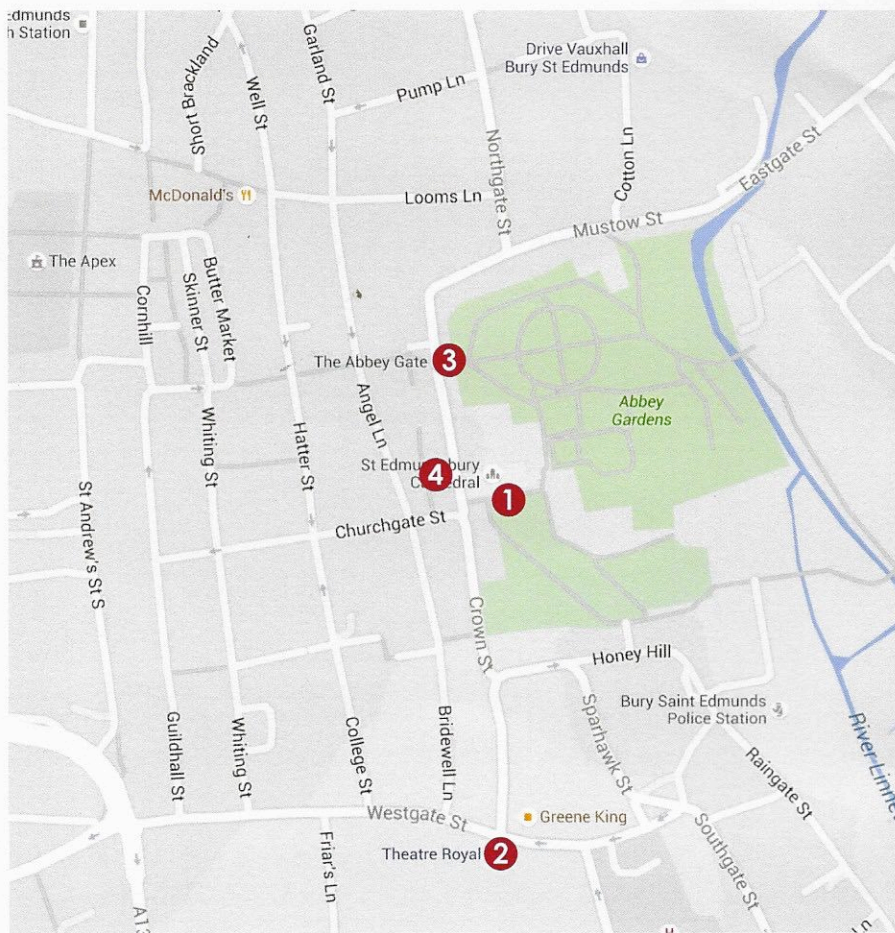 Edmunds
h Station
Short Brackland
Well St
Garland St
Pump Ln
Northgate St
Drive Vauxhall
Bury St Edmunds
Cotton Ln
Eastgate St
McDonald's
Looms Ln
Mustow St
The Apex
Cornhill
Skinner St
Butter Market
The Abbey Gate
3
Abbey
Gardens
Angel Ln
Whiting St
Hatter St
St Edmundsbury
Cathedral
4
1
St Andrew's St S
Churchgate St
Crown St
Honey Hill
Sparhawk St
Bury Saint Edmunds
Police Station
River Linne
Raingate St
Guildhall St
Whiting St
College St
Bridewell Ln
Westgate St
Greene King
Southgate St
Theatre Royal
2
Friar's Ln
A13
Ln
H